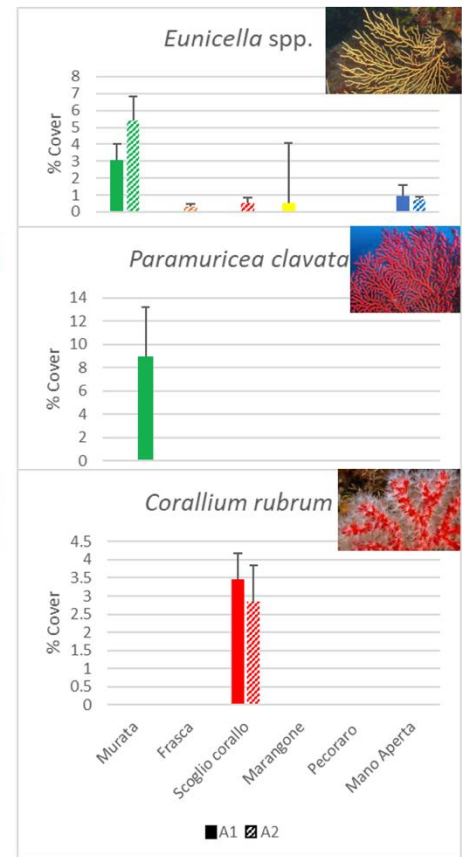 Eunicella spp.
8
7
6
5
4
3
2
1
0
% Cover
Paramuricea clavata
14
12
10
8
6
4
2
0
% Cover
Corallium rubrum
4.5
4
3.5
3
2.5
2
1.5
1
0.5
0
% Cover
Murata
Frasca
Scoglio corallo
Marangone
Pecoraro
Mano Aperta
A1 A2